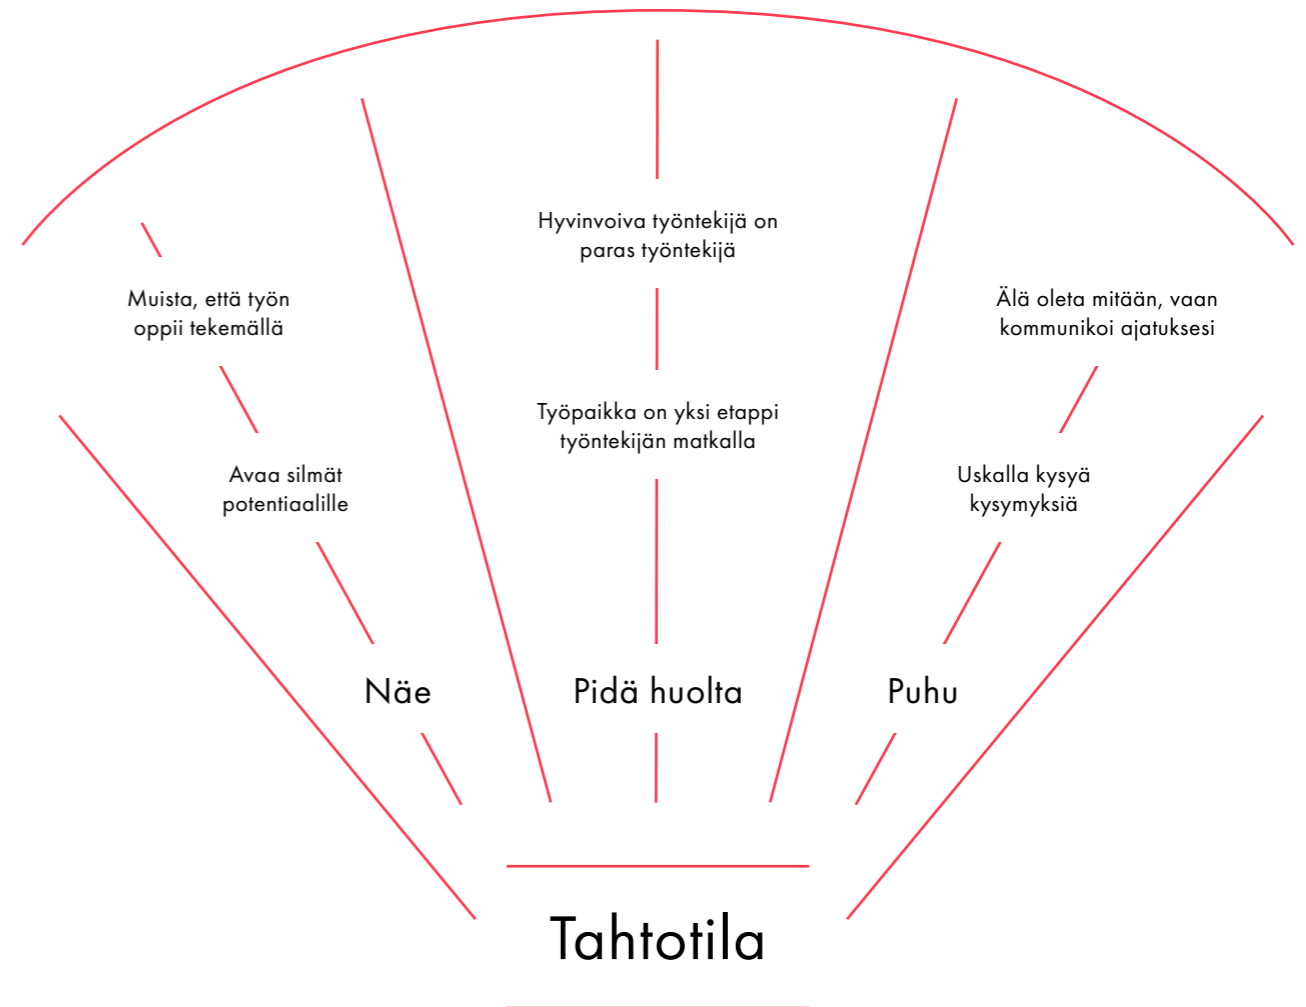 Hyvinvoiva työntekijä on
paras työntekijä
Muista, että työn
oppii tekemällä
Älä oleta mitään, vaan
kommunikoi ajatuksesi
Työpaikka on yksi etappi
työntekijän matkalla
Avaa silmät
potentiaalille
Uskalla kysyä
kysymyksiä
Näe
Pidä huolta
Puhu
Tahtotila